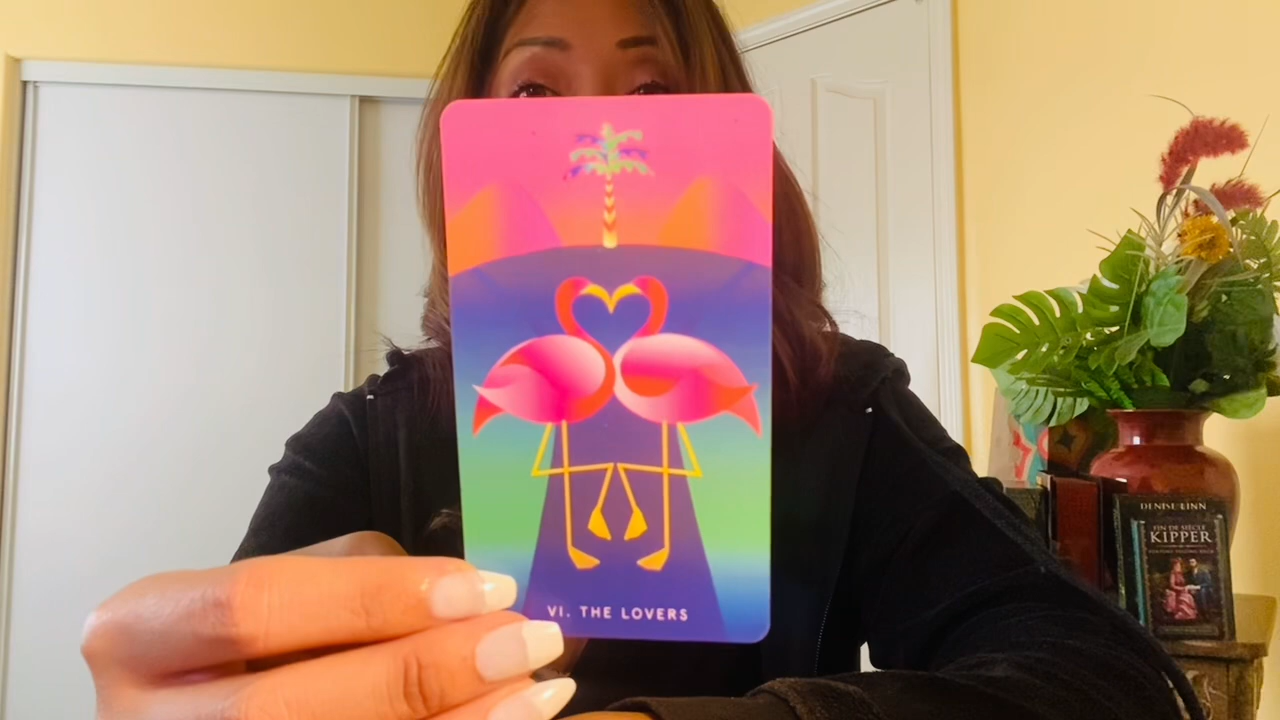 VI. THE LOVERS
DENISE LINN
FIN DE SIÈCLE
KIPPER